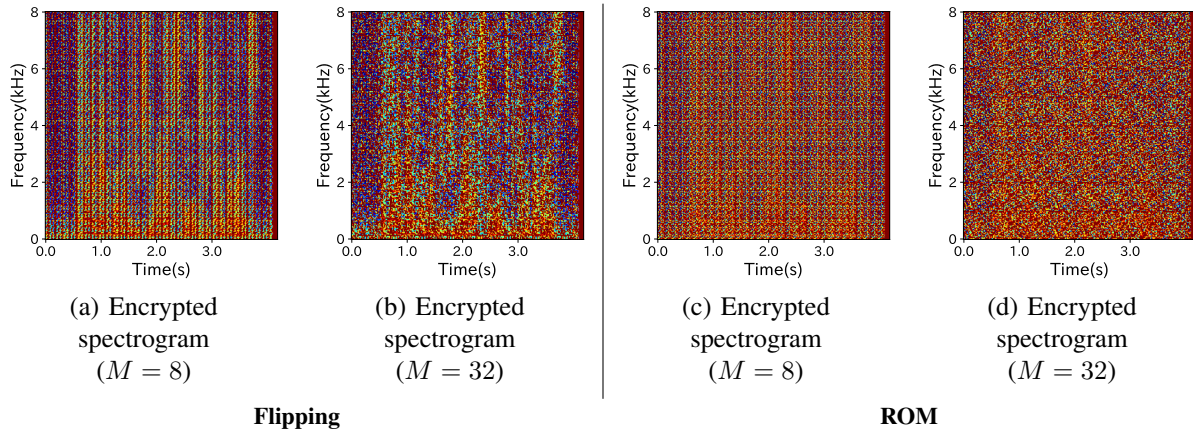 8
6
4
2
0
Frequency(kHz)
0.0 1.0 2.0 3.0
Time(s)
(a) Encrypted
spectrogram
(M = 8)
8
6
4
2
0
Frequency(kHz)
0.0 1.0 2.0 3.0
Time(s)
(b) Encrypted
spectrogram
(M = 32)
Flipping
8
6
4
2
0
Frequency(kHz)
0.0 1.0 2.0 3.0
Time(s)
(c) Encrypted
spectrogram
(M = 8)
8
6
4
2
0
Frequency(kHz)
0.0 1.0 2.0 3.0
Time(s)
(d) Encrypted
spectrogram
(M = 32)
ROM